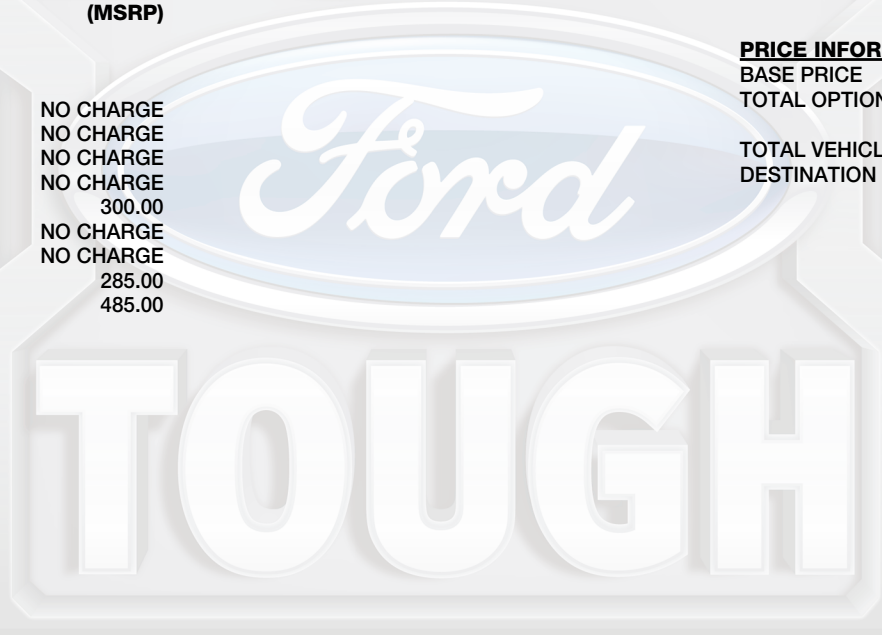 (MSRP)
NO CHARGE
NO CHARGE
NO CHARGE
NO CHARGE
300.00
NO CHARGE
NO CHARGE
285.00
485.00
PRICE INFOR
BASE PRICE
TOTAL OPTION
TOTAL VEHICL
DESTINATION
Ford
TOUGH